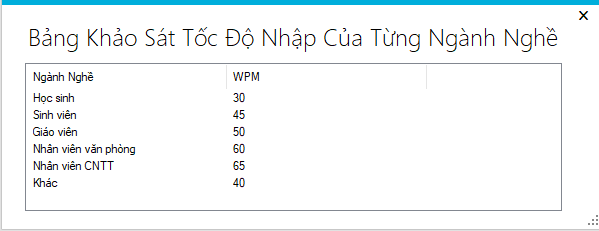 Bảng Khảo Sát Tốc Độ Nhập Của Từng Ngành Nghề
Ngành Nghề WPM
Học sinh 30
Sinh viên 45
Giáo viên 50
Nhân viên văn phòng 60
Nhân viên CNTT 65
Khác 40